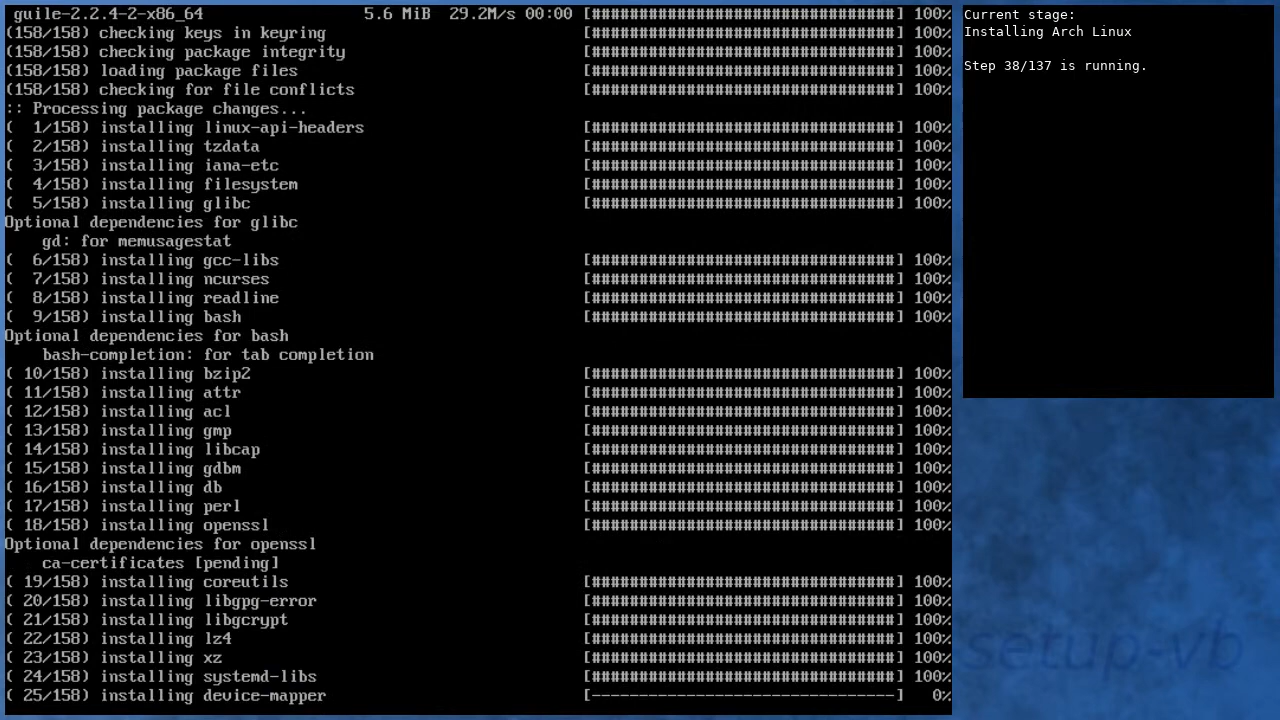 guile-2.2.4-2-x86_64 5.6 MiB 29.2M/s 00:00 [################################] 100%
(158/158) checking keys in keyring [################################] 100%
(158/158) checking package integrity [################################] 100%
(158/158) loading package files [################################] 100%
(158/158) checking for file conflicts [################################] 100%
:: Processing package changes...
(  1/158) installing linux-api-headers [################################] 100%
(  2/158) installing tzdata [################################] 100%
(  3/158) installing iana-etc [################################] 100%
(  4/158) installing filesystem [################################] 100%
(  5/158) installing glibc [################################] 100%
Optional dependencies for glibc
    gd: for memusagestat
(  6/158) installing gcc-libs [################################] 100%
(  7/158) installing ncurses [################################] 100%
(  8/158) installing readline [################################] 100%
(  9/158) installing bash [################################] 100%
Optional dependencies for bash
    bash-completion: for tab completion
( 10/158) installing bzip2 [################################] 100%
( 11/158) installing attr [################################] 100%
( 12/158) installing acl [################################] 100%
( 13/158) installing gmp [################################] 100%
( 14/158) installing libcap [################################] 100%
( 15/158) installing gdbm [################################] 100%
( 16/158) installing db [################################] 100%
( 17/158) installing perl [################################] 100%
( 18/158) installing openssl [################################] 100%
Optional dependencies for openssl
    ca-certificates [pending]
( 19/158) installing coreutils [################################] 100%
( 20/158) installing libgpg-error [################################] 100%
( 21/158) installing libgcrypt [################################] 100%
( 22/158) installing lz4 [################################] 100%
( 23/158) installing xz [################################] 100%
( 24/158) installing systemd-libs [################################] 100%
( 25/158) installing device-mapper [--------------------------------] 0%
Current stage:
Installing Arch Linux
Step 38/137 is running.
setup-vb